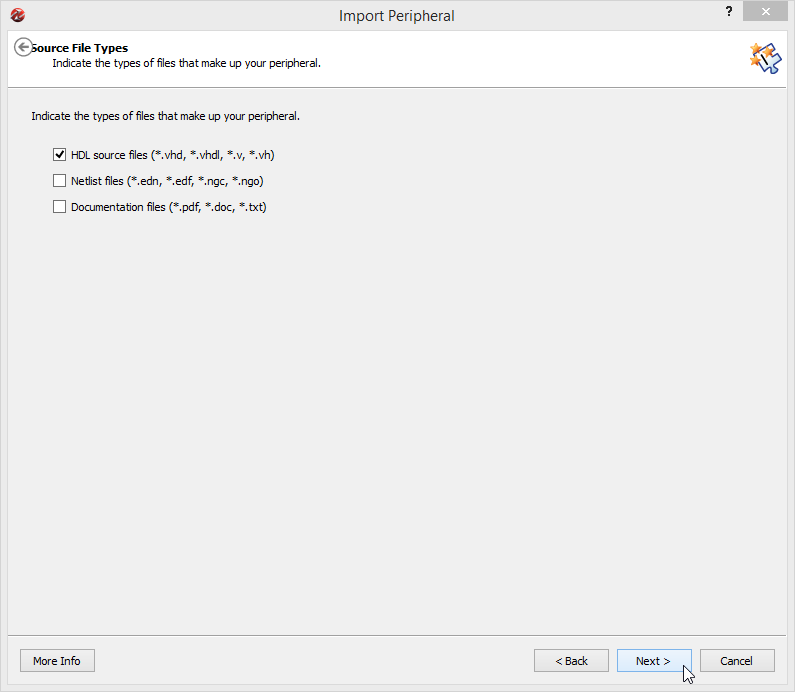 Import Peripheral
?
Source File Types
Indicate the types of files that make up your peripheral.
Indicate the types of files that make up your peripheral.
HDL source files (*.vhd, *.vhdl, *.v, *.vh)
Netlist files (*.edn, *.edf, *.ngc, *.ngo)
Documentation files (*.pdf, *.doc, *.txt)
More Info
< Back
Next >
Cancel